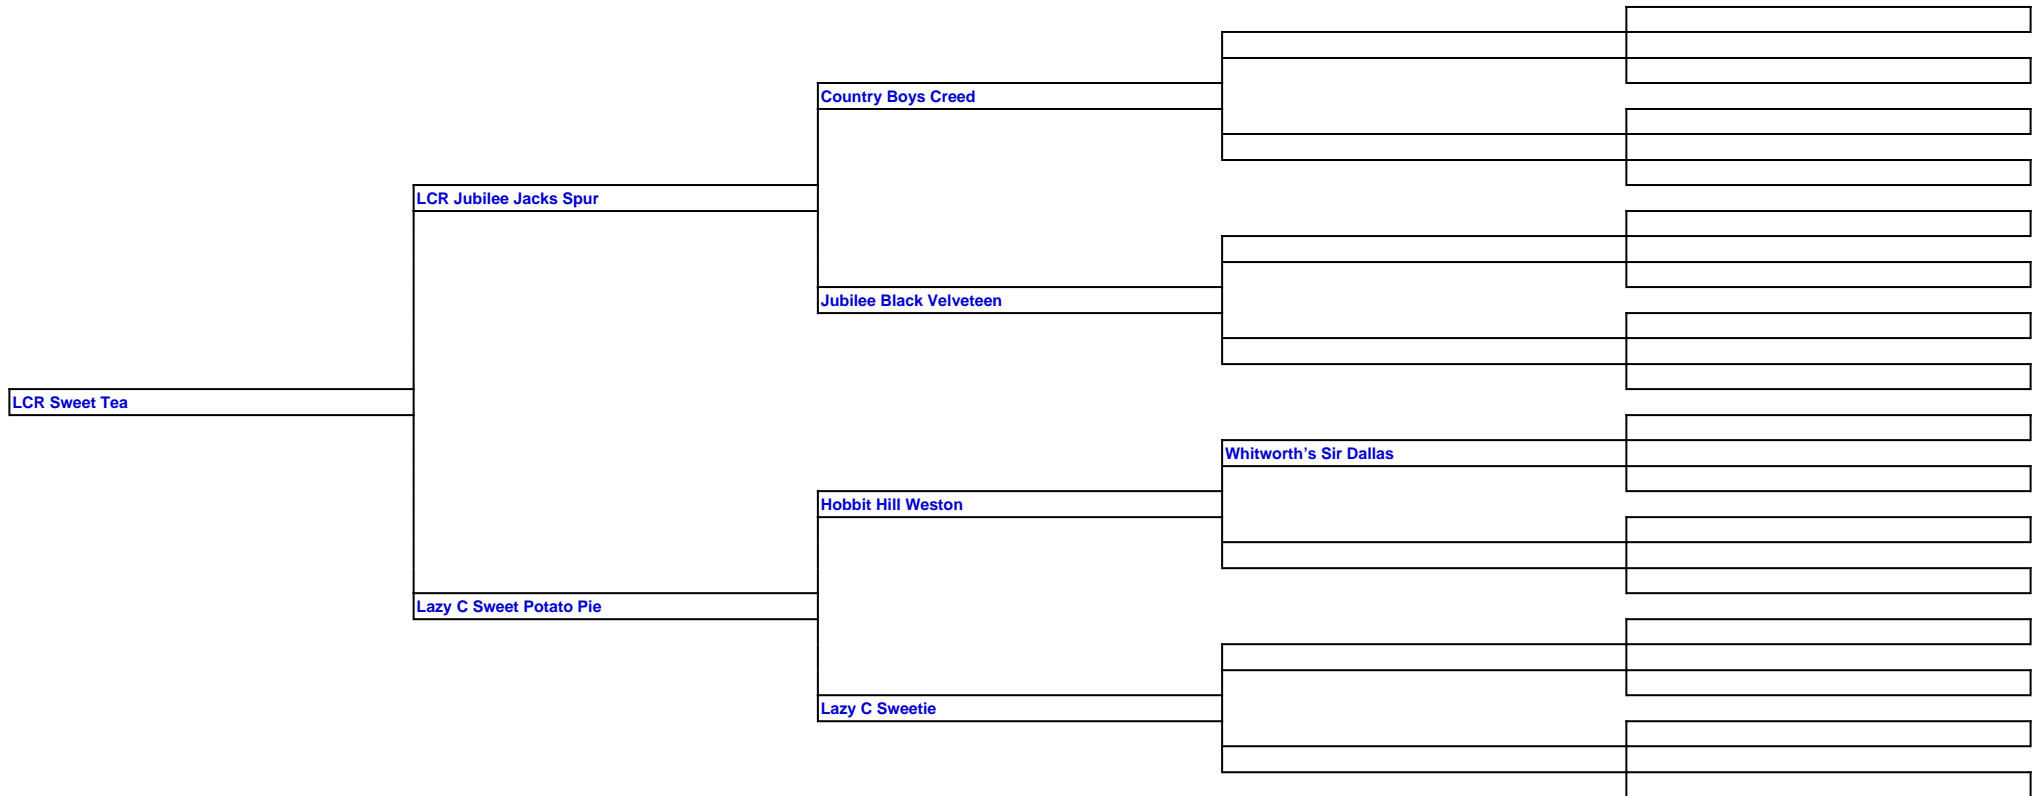 Country Boys Creed
LCR Jubilee Jacks Spur
Jubilee Black Velveteen
LCR Sweet Tea
Whitworth’s Sir Dallas
Hobbit Hill Weston
Lazy C Sweet Potato Pie
Lazy C Sweetie